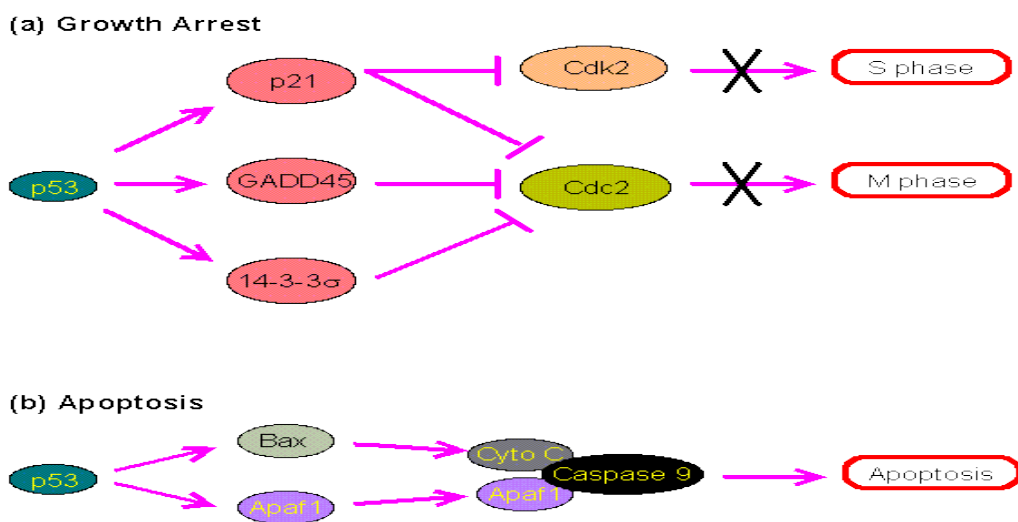 (a) Growth Arrest
p21
Cdk2
S phase
p53
GADD45
Cdc2
M phase
14-3-3σ
(b) Apoptosis
Bax
Cyto C
p53
Caspase 9
Apoptosis
Apaf1
Apaf1